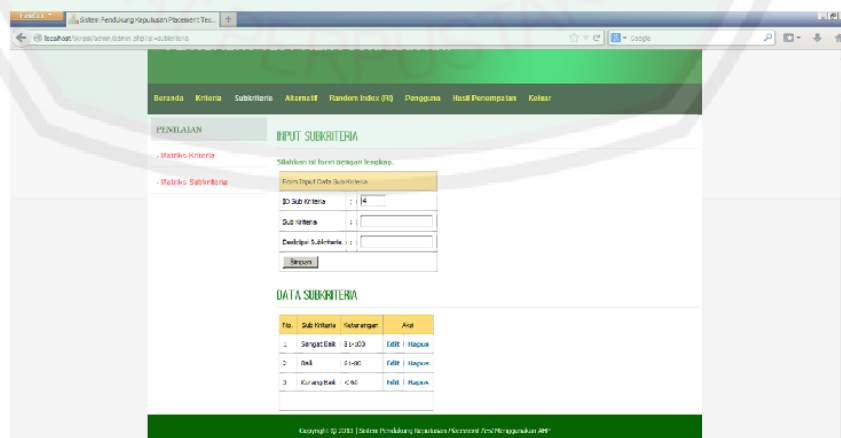 Sistem Pendukung Keputusan Placement Tes...
Google
Beranda Kriteria Subkriteria Alternatif Random Index (RI) Pengguna Hasil Penempatan Keluar
PENILAIAN
- Matriks Kriteria
- Matriks Subkriteria
INPUT SUBKRITERIA
Silahkan isi form dengan lengkap.
Form Input Data Sub Kriteria
ID Sub Kriteria : 4
Sub Kriteria :
Deskripsi Subkriteria :
Simpan
DATA SUBKRITERIA
No. Sub Kriteria Keterangan Aksi
1 Sangat Baik 81-100 Edit | Hapus
2 Baik 61-80 Edit | Hapus
3 Kurang Baik Edit | Hapus
Copyright © 2013 | Sistem Pendukung Keputusan Placement Test Menggunakan AHP